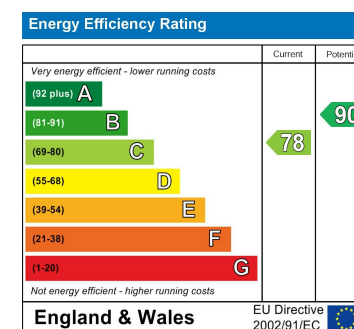 Energy Efficiency Rating
Current Potenti
Very energy efficient - lower running costs
(92 plus) A
(81-91) B
(69-80) C
(55-68) D
(39-54) E
(21-38) F
(1-20) G
78
90
Not energy efficient - higher running costs
England & Wales
EU Directive
2002/91/EC